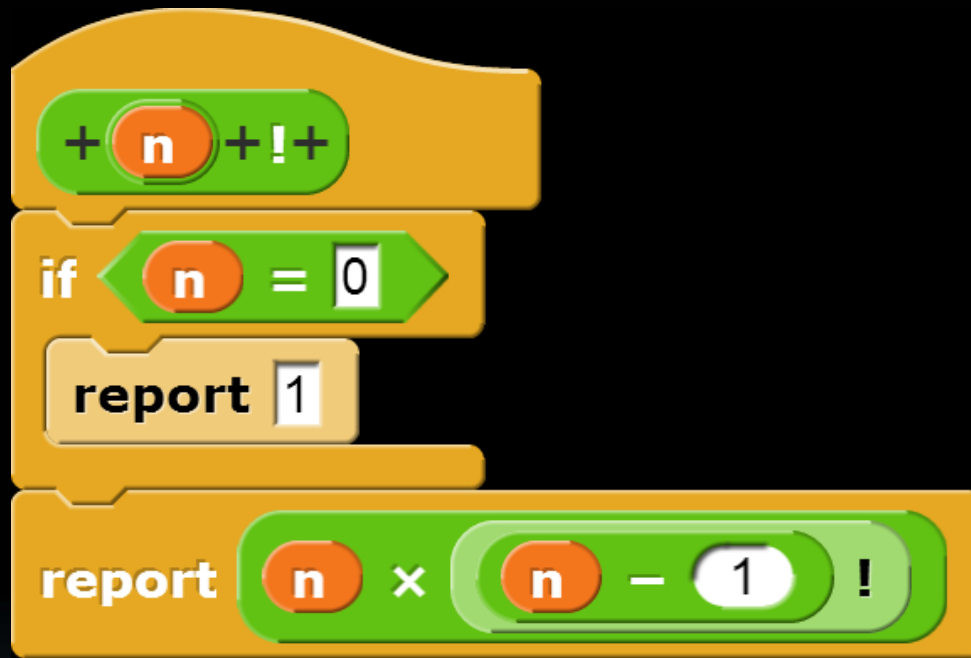 + n + ! +
if n = 0
report 1
report n × n − 1 !